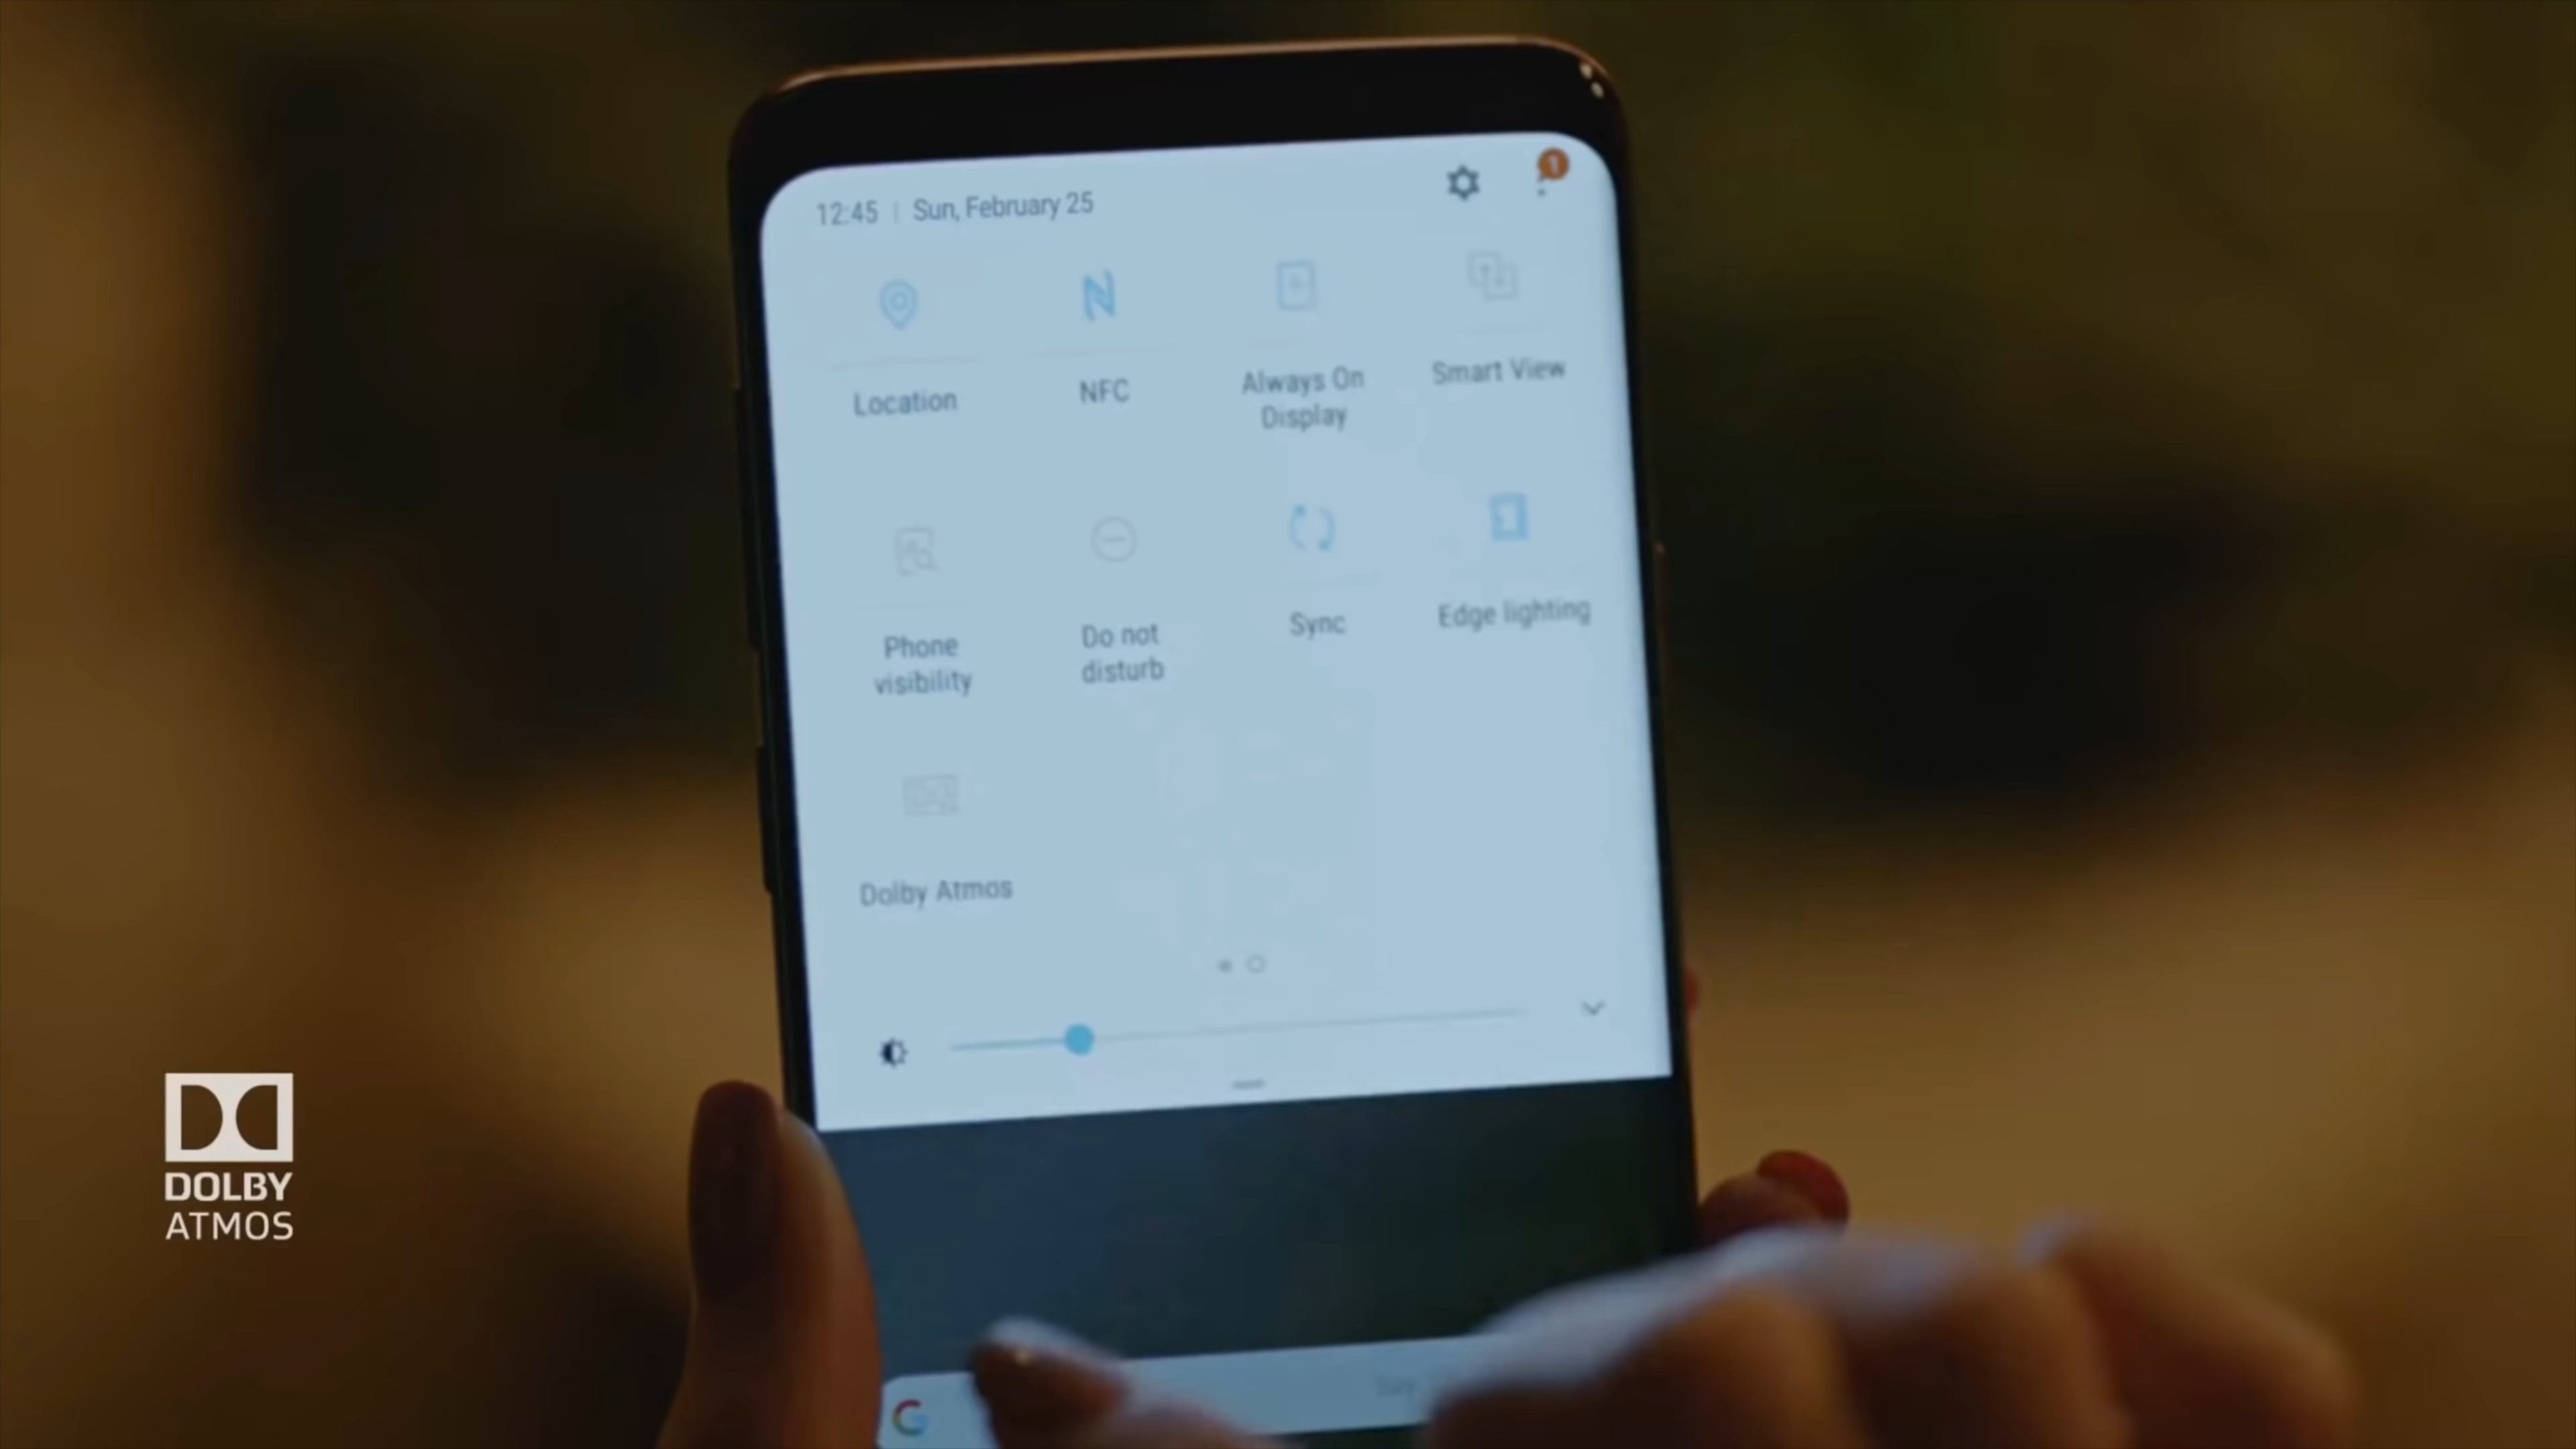 1
12:45 | Sun, February 25
Location
NFC
Always On
Display
Smart View
Phone
visibility
Do not
disturb
Sync
Edge lighting
Dolby Atmos
G
DOLBY
ATMOS